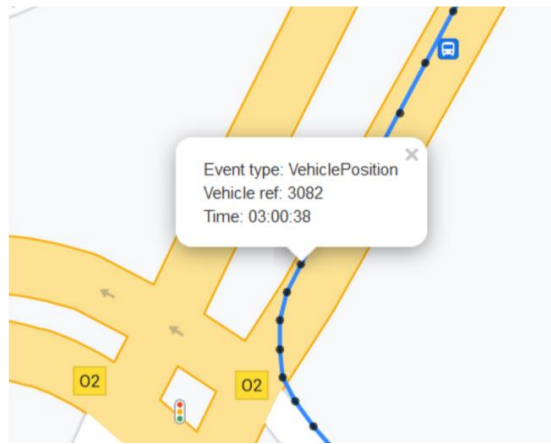 Event type: VehiclePosition
Vehicle ref: 3082
Time: 03:00:38
O2
O2